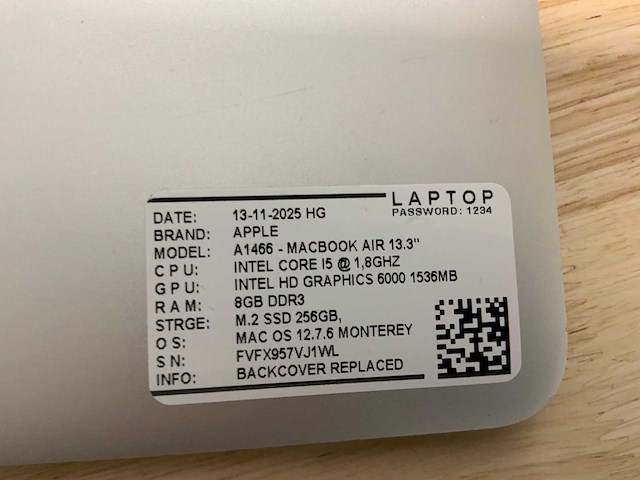 LAPTOP
PASSWORD: 1234
DATE: 13-11-2025 HG
BRAND: APPLE
MODEL: A1466 - MACBOOK AIR 13.3"
CPU: INTEL CORE I5 @ 1,8GHZ
GPU: INTEL HD GRAPHICS 6000 1536MB
RAM: 8GB DDR3
STRGE: M.2 SSD 256GB,
OS: MAC OS 12.7.6 MONTEREY
SN: FVFX957VJ1WL
INFO: BACKCOVER REPLACED